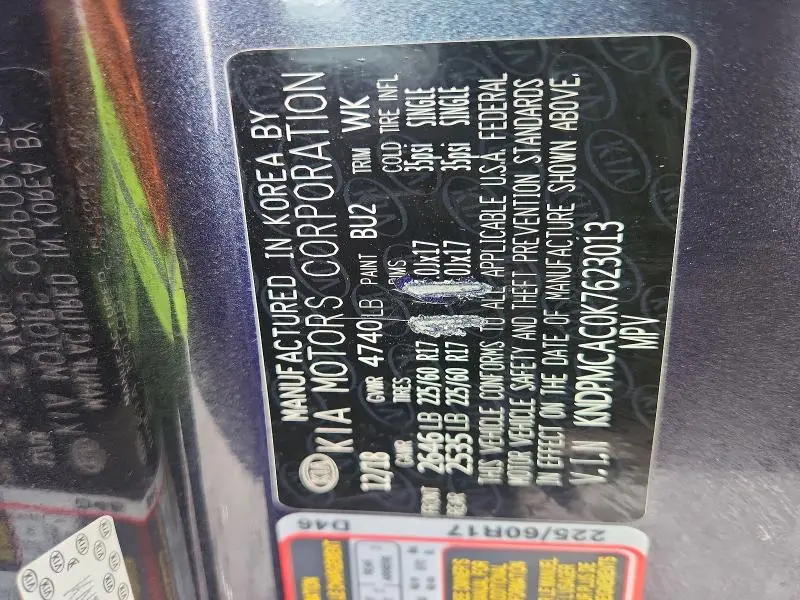 MANUFACTURED IN KOREA BY
KIA KIA MOTORS CORPORATION
12/18 GVWR 4740LB PAINT BU2 TRIM WK
GAWR TIRES RIMS COLD TIRE INFL
FRONT 2646LB 225/60 R17 .0Jx17 35psi SINGLE
REAR 2535LB 225/60 R17 .0Jx17 35psi SINGLE
THIS VEHICLE CONFORMS TO ALL APPLICABLE U.S.A. FEDERAL
MOTOR VEHICLE SAFETY AND THEFT PREVENTION STANDARDS
IN EFFECT ON THE DATE OF MANUFACTURE SHOWN ABOVE.
V.I.N KNDPMCAC0K7623013
MPV
D46
225/60R17